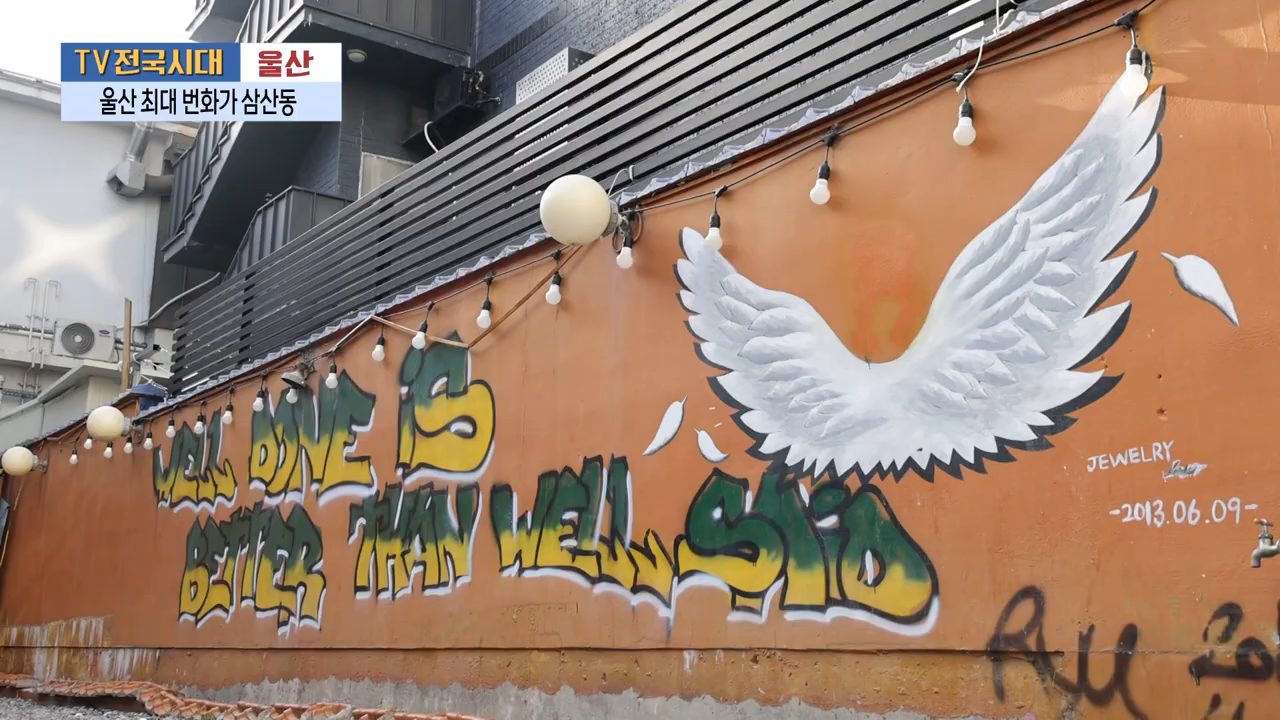 TV전국시대 울산
울산 최대 번화가 삼산동
WELL DONE iS
BETTER THAN WELL SAiD
JEWELRY
-2013.06.09-